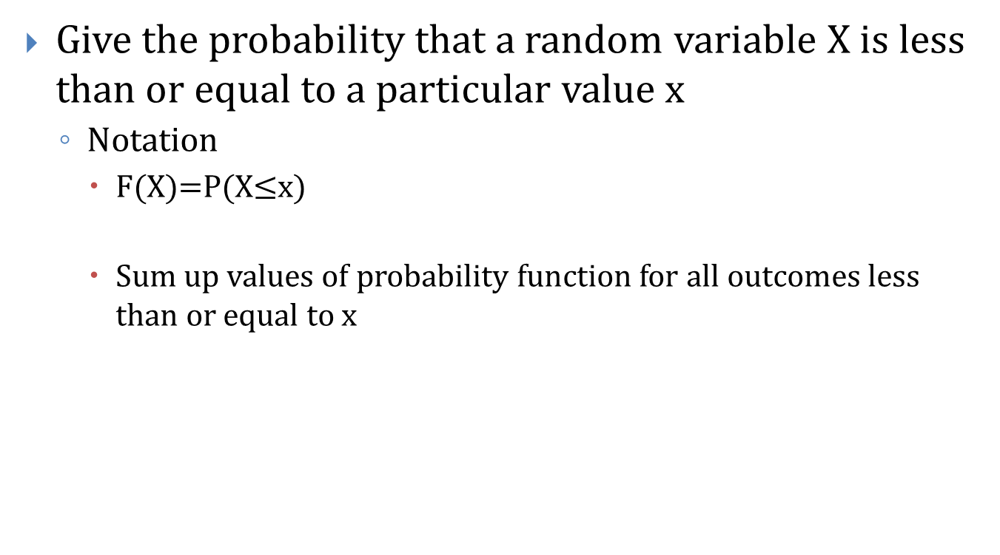 Give the probability that a random variable X is less
than or equal to a particular value x
Notation
F(X)=P(X≤x)
Sum up values of probability function for all outcomes less
than or equal to x